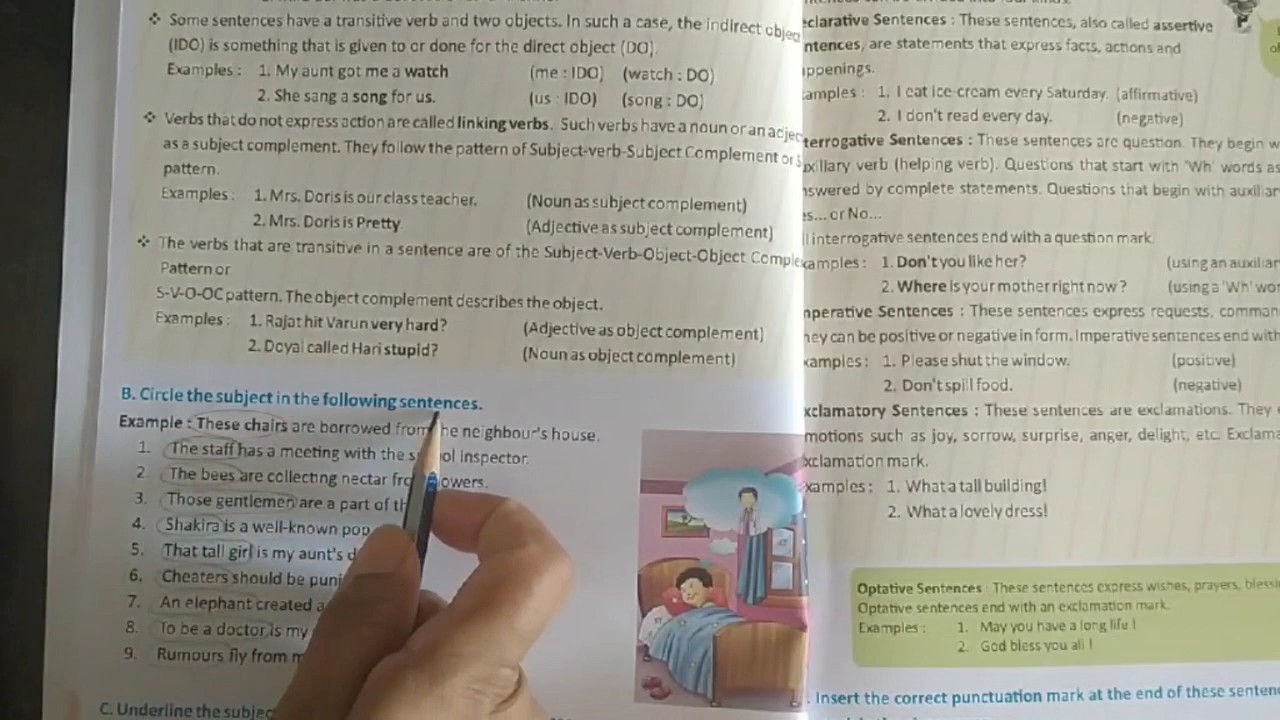 ❖ Some sentences have a transitive verb and two objects. In such a case, the indirect objec
(IDO) is something that is given to or done for the direct object (DO).
Examples : 1. My aunt got me a watch (me : IDO) (watch : DO)
2. She sang a song for us. (us : IDO) (song : DO)
❖ Verbs that do not express action are called linking verbs. Such verbs have a noun or an adjec
as a subject complement. They follow the pattern of Subject-verb-Subject Complement or S
pattern.
Examples : 1. Mrs. Doris is our class teacher. (Noun as subject complement)
2. Mrs. Doris is Pretty (Adjective as subject complement)
❖ The verbs that are transitive in a sentence are of the Subject-Verb-Object-Object Comple
Pattern or
S-V-O-OC pattern. The object complement describes the object.
Examples : 1. Rajat hit Varun very hard? (Adjective as object complement)
2. Doyal called Hari stupid? (Noun as object complement)
B. Circle the subject in the following sentences.
Example : These chairs are borrowed from he neighbour's house.
1. The staff has a meeting with the s ol inspector.
2. The bees are collecting nectar fro owers.
3. Those gentlemen are a part of th
4. Shakira is a well-known pop
5. That tall girl is my aunt's d
6. Cheaters should be puni
7. An elephant created a
8. To be a doctor is my
9. Rumours fly from m
C. Underline the subjec
eclarative Sentences : These sentences, also called assertive
ntences, are statements that express facts, actions and
appenings.
amples : 1. I eat ice-cream every Saturday. (affirmative)
2. I don't read every day. (negative)
terrogative Sentences : These sentences are question. They begin w
uxiliary verb (helping verb). Questions that start with 'Wh' words as
nswered by complete statements. Questions that begin with auxiliar
es... or No...
ll interrogative sentences end with a question mark
xamples : 1. Don't you like her? (using an auxiliar
2. Where is your mother right now ? (using a 'Wh' wor
nperative Sentences : These sentences express requests, comman
hey can be positive or negative in form. Imperative sentences end with
xamples : 1. Please shut the window. (positive)
2. Don't spill food. (negative)
xclamatory Sentences : These sentences are exclamations. They
motions such as joy, sorrow, surprise, anger, delight, etc. Exclama
xclamation mark.
xamples : 1. What a tall building!
2. What a lovely dress!
Optative Sentences : These sentences express wishes, prayers, blessi
Optative sentences end with an exclamation mark.
Examples : 1. May you have a long life !
2. God bless you all !
. Insert the correct punctuation mark at the end of these senten